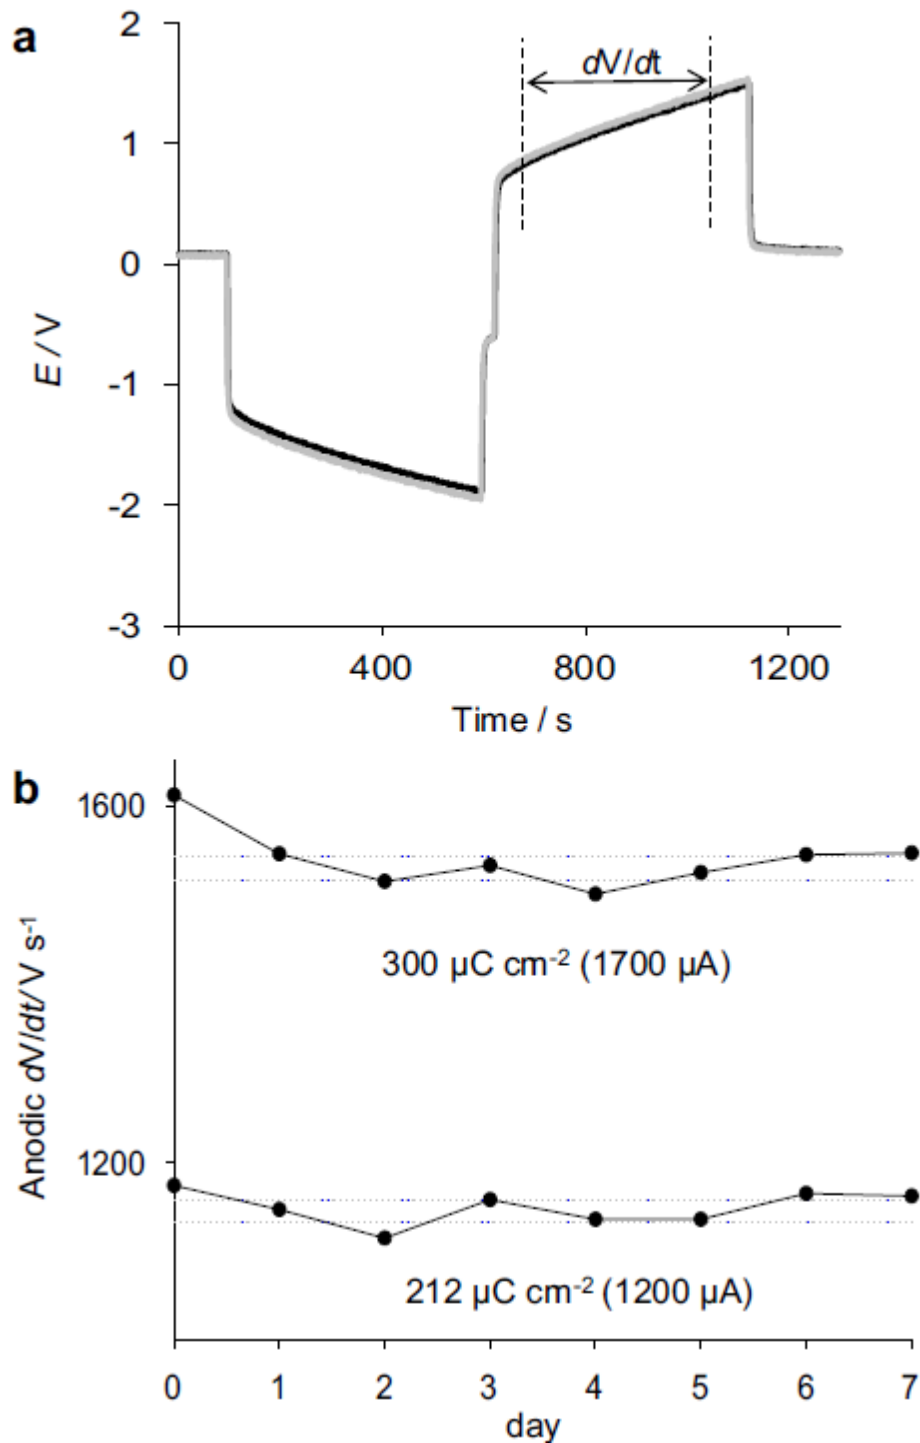 a
2
dV/dt
1
0
E / V
-1
-2
-3
0 400 800 1200
Time / s
b
1600
Anodic dV/dt/ V s-1
300 µC cm-2 (1700 µA)
1200
212 µC cm-2 (1200 µA)
0 1 2 3 4 5 6 7
day